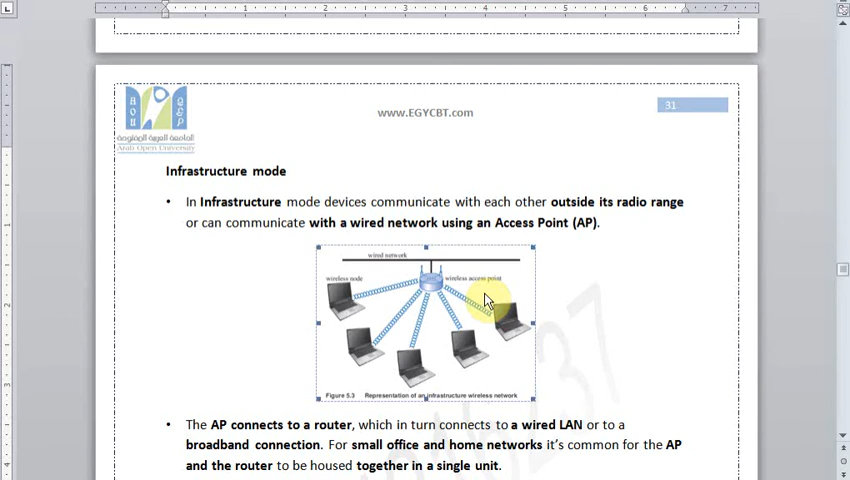 www.EGYCBT.com
31
الجامعة العربية المفتوحة
Arab Open University
Infrastructure mode
• In Infrastructure mode devices communicate with each other outside its radio range
or can communicate with a wired network using an Access Point (AP).
wired network
wireless node
wireless access point
Figure 5.3 Representation of an infrastructure wireless network
• The AP connects to a router, which in turn connects to a wired LAN or to a
broadband connection. For small office and home networks it's common for the AP
and the router to be housed together in a single unit.